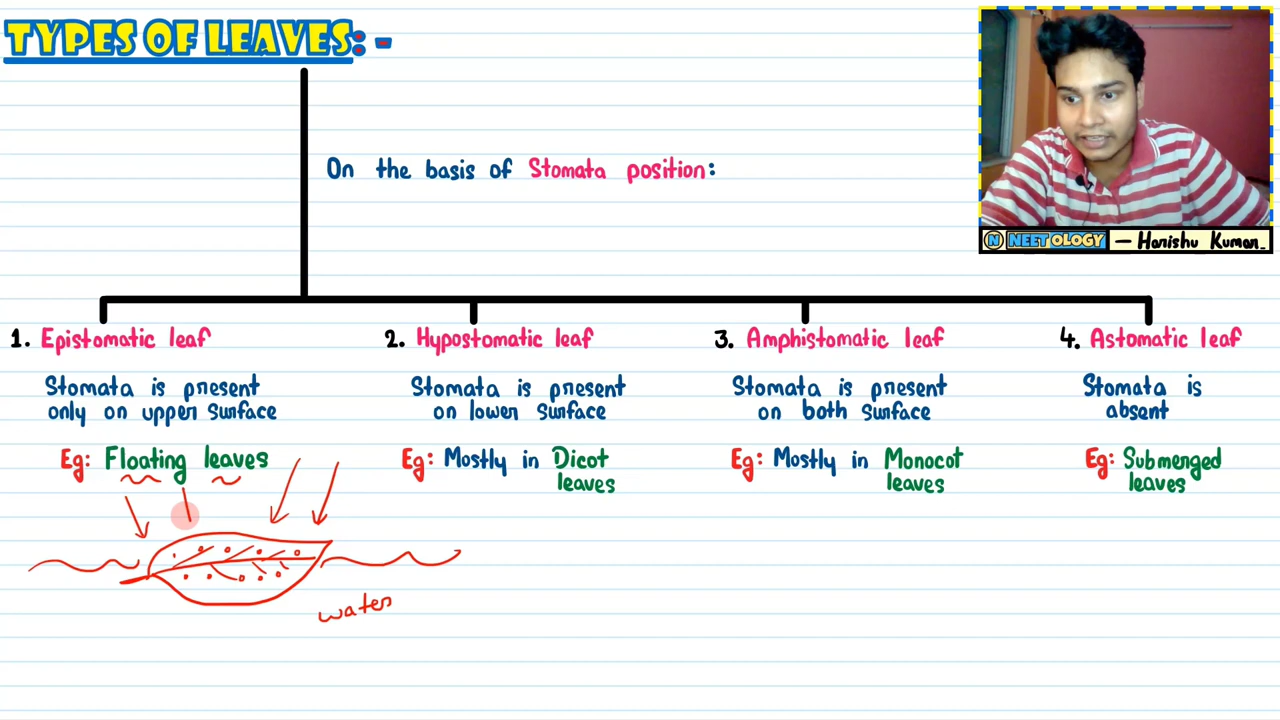 TYPES OF LEAVES: -
On the basis of Stomata position:
N NEETOLOGY – Hanishu Kumar
1. Epistomatic leaf
Stomata is present
only on upper surface
Eg: Floating leaves
2. Hypostomatic leaf
Stomata is present
on lower surface
Eg: Mostly in Dicot
leaves
3. Amphistomatic leaf
Stomata is present
on both surface
Eg: Mostly in Monocot
leaves
4. Astomatic leaf
Stomata is
absent
Eg: Submenged
leaves
water